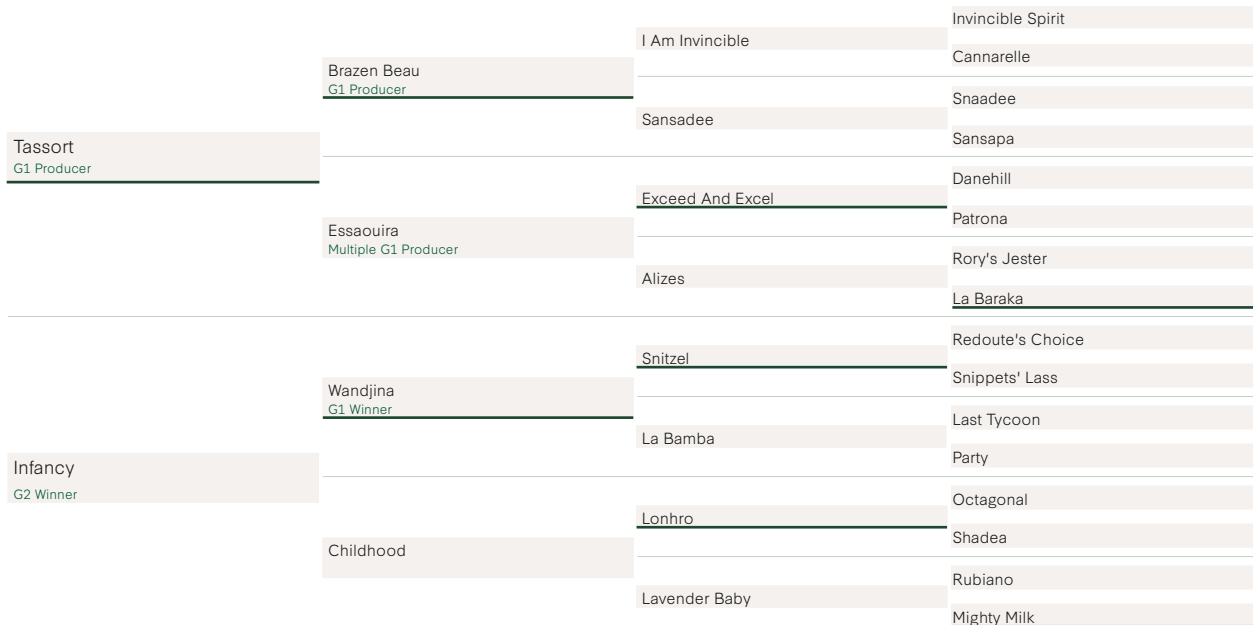 Invincible Spirit
I Am Invincible
Cannarelle
Brazen Beau
G1 Producer
Snaadee
Sansadee
Sansapa
Tassort
G1 Producer
Danehill
Exceed And Excel
Patrona
Essaouira
Multiple G1 Producer
Rory's Jester
Alizes
La Baraka
Redoute's Choice
Snitzel
Snippets' Lass
Wandjina
G1 Winner
Last Tycoon
La Bamba
Party
Infancy
G2 Winner
Octagonal
Lonhro
Shadea
Childhood
Rubiano
Lavender Baby
Mighty Milk